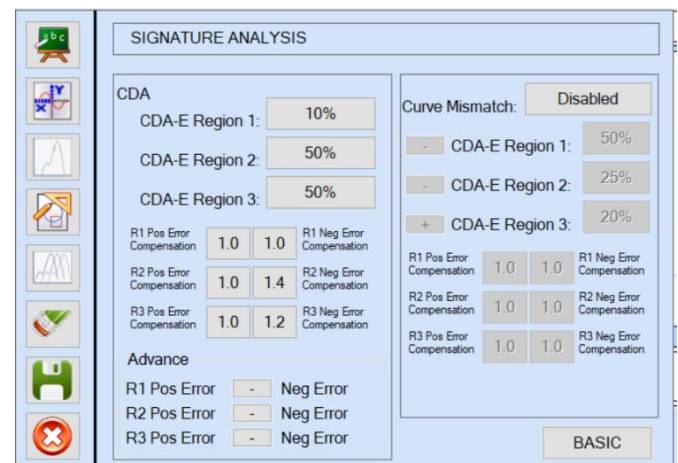 abc
Y
X
SIGNATURE ANALYSIS
CDA
CDA-E Region 1: 10%
CDA-E Region 2: 50%
CDA-E Region 3: 50%
R1 Pos Error Compensation 1.0 1.0 R1 Neg Error Compensation
R2 Pos Error Compensation 1.0 1.4 R2 Neg Error Compensation
R3 Pos Error Compensation 1.0 1.2 R3 Neg Error Compensation
Advance
R1 Pos Error - Neg Error
R2 Pos Error - Neg Error
R3 Pos Error - Neg Error
Curve Mismatch: Disabled
- CDA-E Region 1: 50%
- CDA-E Region 2: 25%
+ CDA-E Region 3: 20%
R1 Pos Error Compensation 1.0 1.0 R1 Neg Error Compensation
R2 Pos Error Compensation 1.0 1.0 R2 Neg Error Compensation
R3 Pos Error Compensation 1.0 1.0 R3 Neg Error Compensation
BASIC